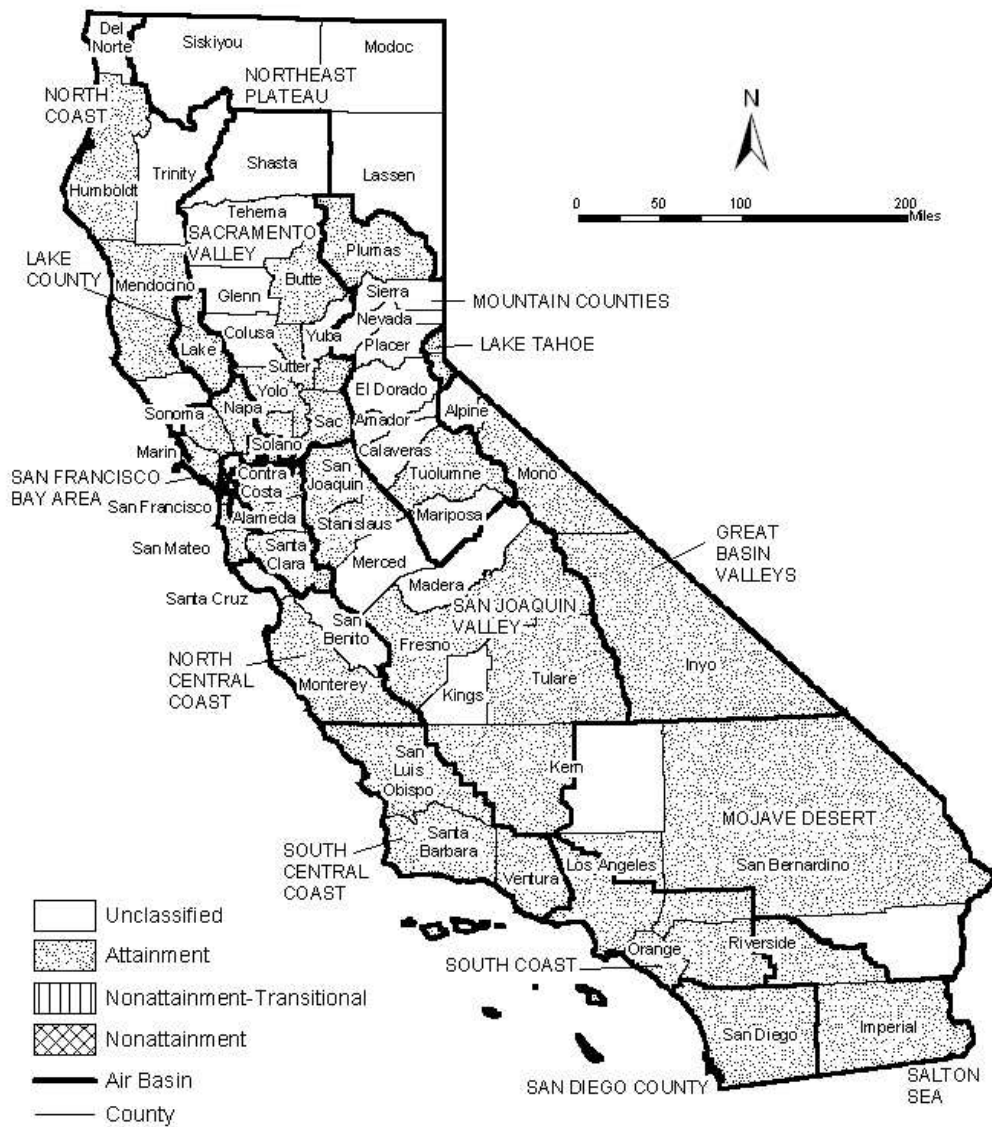 Del
Norte
Siskiyou
Modoc
NORTHEAST
PLATEAU
NORTH
COAST
N
Trinity
Shasta
Lassen
Humboldt
0 50 100 200
Miles
Tehema
SACRAMENTO
VALLEY
Plumas
LAKE
COUNTY
Mendocino
Butte
Glenn
Sierra
MOUNTAIN COUNTIES
Nevada
Colusa
Yuba
Lake
Placer
LAKE TAHOE
Sutter
Yolo
El Dorado
Sonoma
Napa
Sac
Amador
Alpine
Solano
Marin
Calaveras
SAN FRANCISCO
BAY AREA
Contra
Costa
San
Joaquin
Tuolumne
Mono
San Francisco
Alameda
Stanislaus
Mariposa
GREAT
BASIN
VALLEYS
San Mateo
Santa
Clara
Merced
Madera
Santa Cruz
San
Benito
SAN JOAQUIN
VALLEY
Fresno
NORTH
CENTRAL
COAST
Monterey
Kings
Tulare
Inyo
San
Luis
Obispo
Kern
MOJAVE DESERT
SOUTH
CENTRAL
COAST
Santa
Barbara
Ventura
Los Angeles
San Bernardino
Orange
Riverside
SOUTH COAST
San Diego
Imperial
SAN DIEGO COUNTY
SALTON
SEA
Unclassified
Attainment
Nonattainment-Transitional
Nonattainment
Air Basin
County